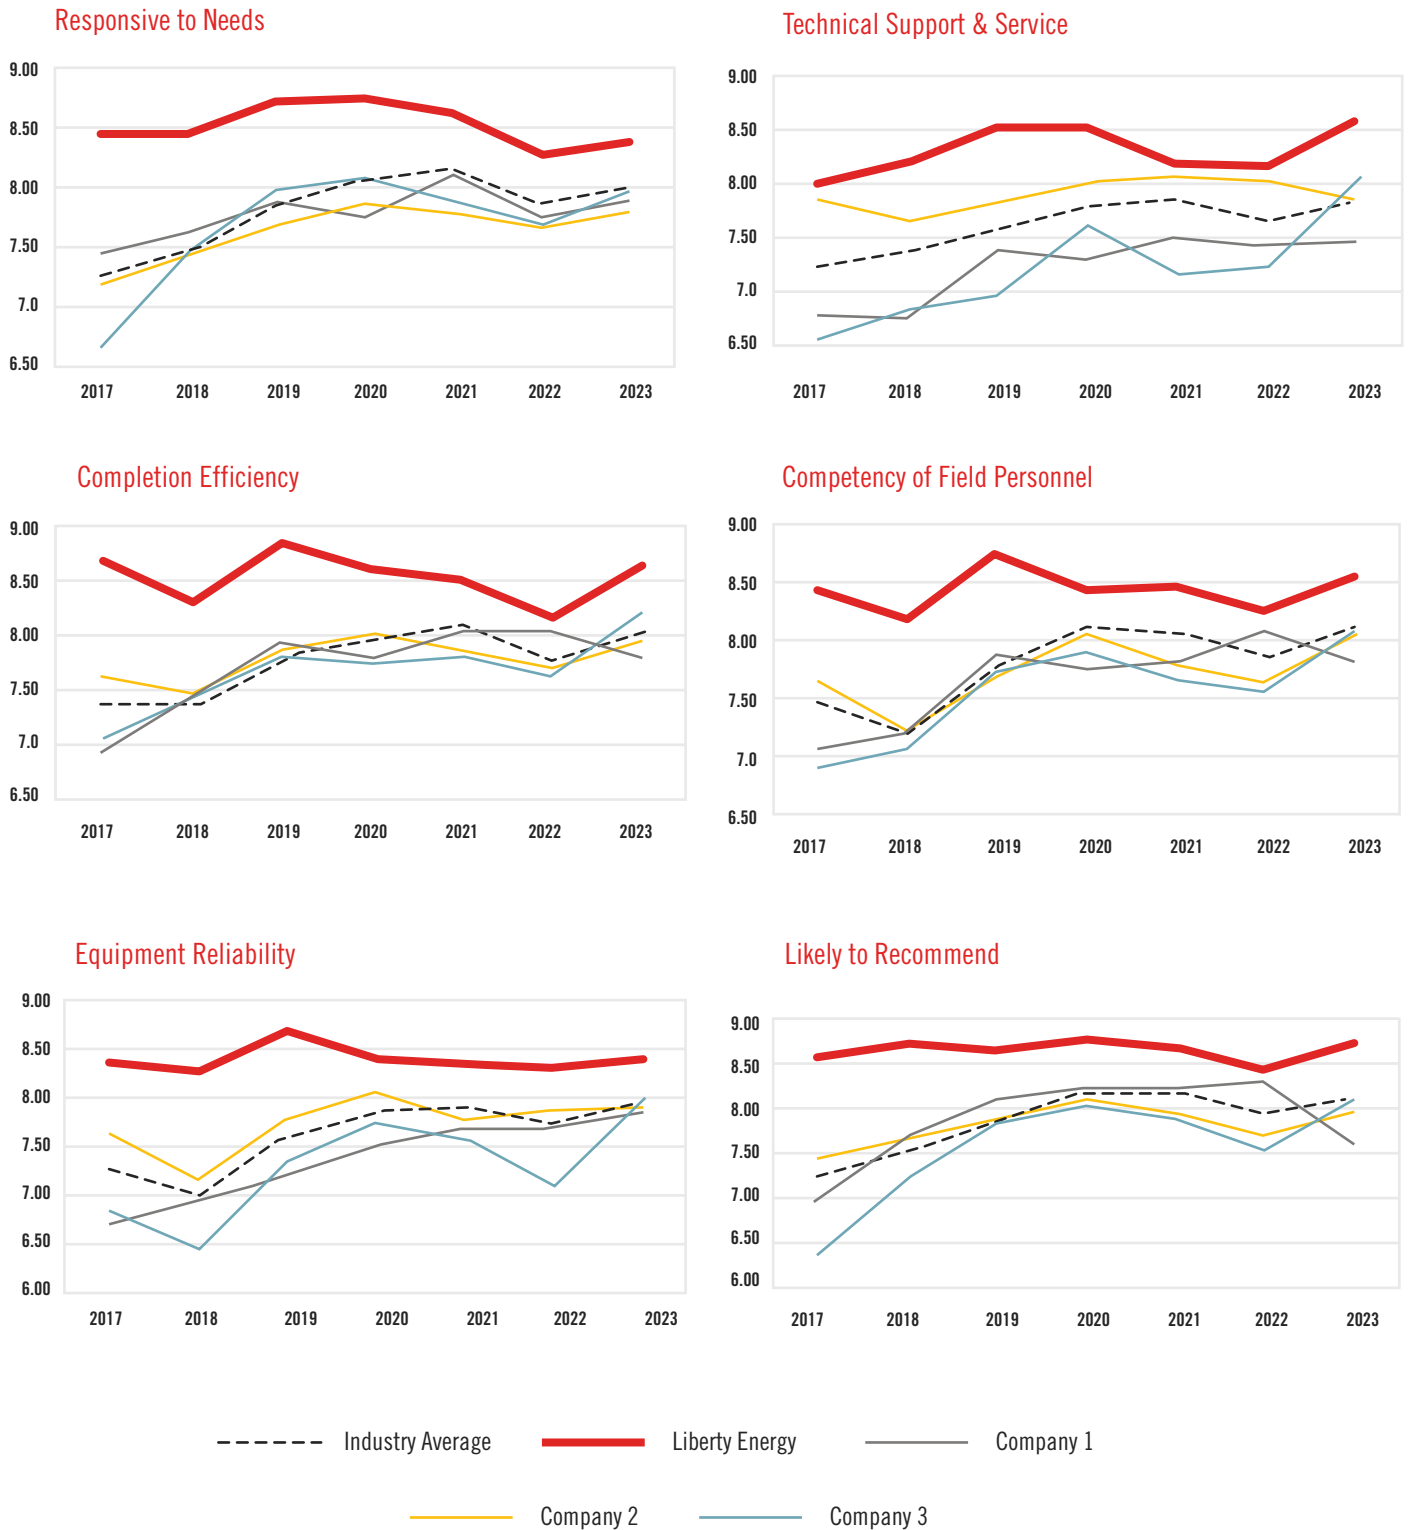 Responsive to Needs
9.00
8.50
8.00
7.50
7.0
6.50
2017 2018 2019 2020 2021 2022 2023
Technical Support & Service
9.00
8.50
8.00
7.50
7.0
6.50
2017 2018 2019 2020 2021 2022 2023
Completion Efficiency
9.00
8.50
8.00
7.50
7.0
6.50
2017 2018 2019 2020 2021 2022 2023
Competency of Field Personnel
9.00
8.50
8.00
7.50
7.0
6.50
2017 2018 2019 2020 2021 2022 2023
Equipment Reliability
9.00
8.50
8.00
7.50
7.00
6.50
6.00
2017 2018 2019 2020 2021 2022 2023
Likely to Recommend
9.00
8.50
8.00
7.50
7.00
6.50
6.00
2017 2018 2019 2020 2021 2022 2023
Industry Average Liberty Energy Company 1
Company 2 Company 3